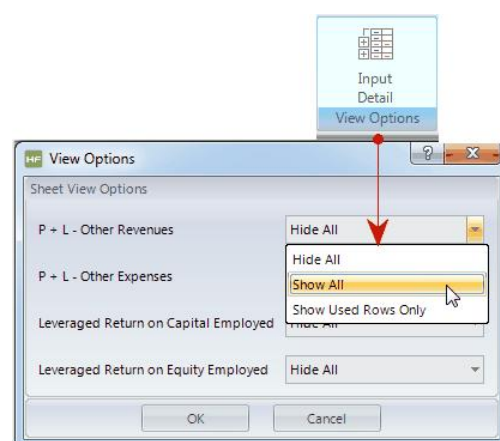 Input
Detail
View Options
HF View Options
Sheet View Options
P + L - Other Revenues Hide All
Hide All
P + L - Other Expenses
Show All
Show Used Rows Only
Leveraged Return on Capital Employed Hide All
Leveraged Return on Equity Employed Hide All
OK Cancel